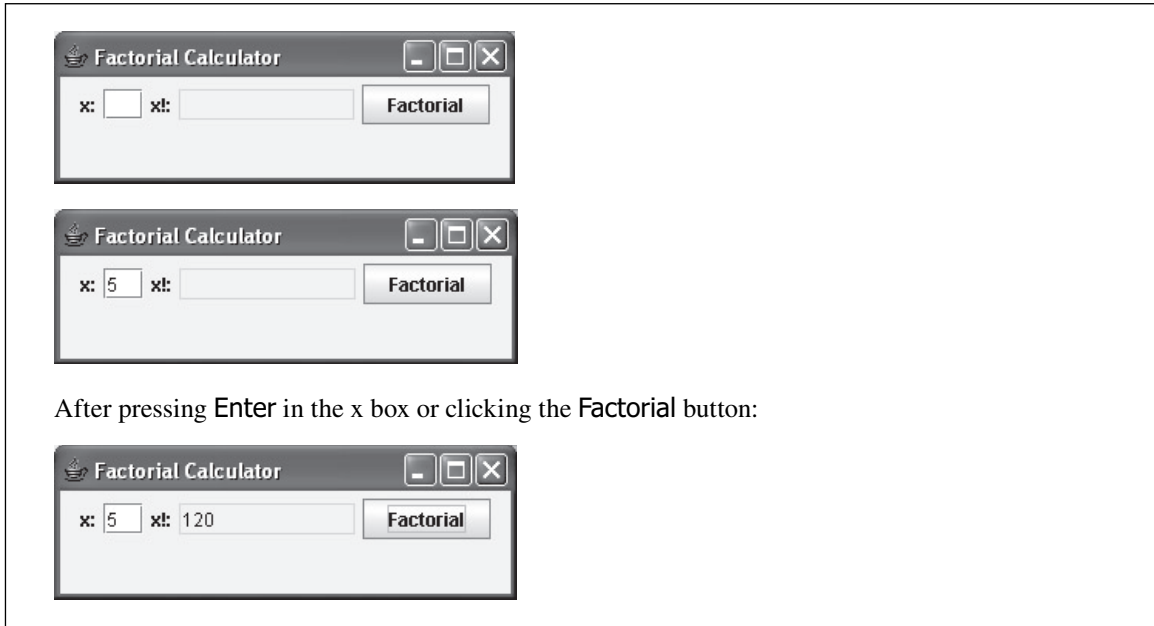 Factorial Calculator
x: x!: Factorial
Factorial Calculator
x: 5 x!: Factorial
After pressing Enter in the x box or clicking the Factorial button:
Factorial Calculator
x: 5 x!: 120 Factorial